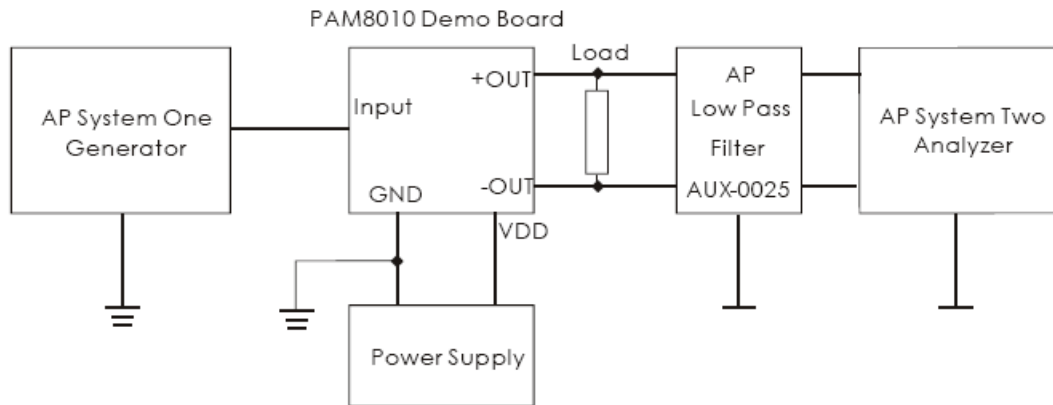 PAM8010 Demo Board
AP System One
Generator
Input
+OUT
-OUT
GND
VDD
Load
AP
Low Pass
Filter
AUX-0025
AP System Two
Analyzer
Power Supply